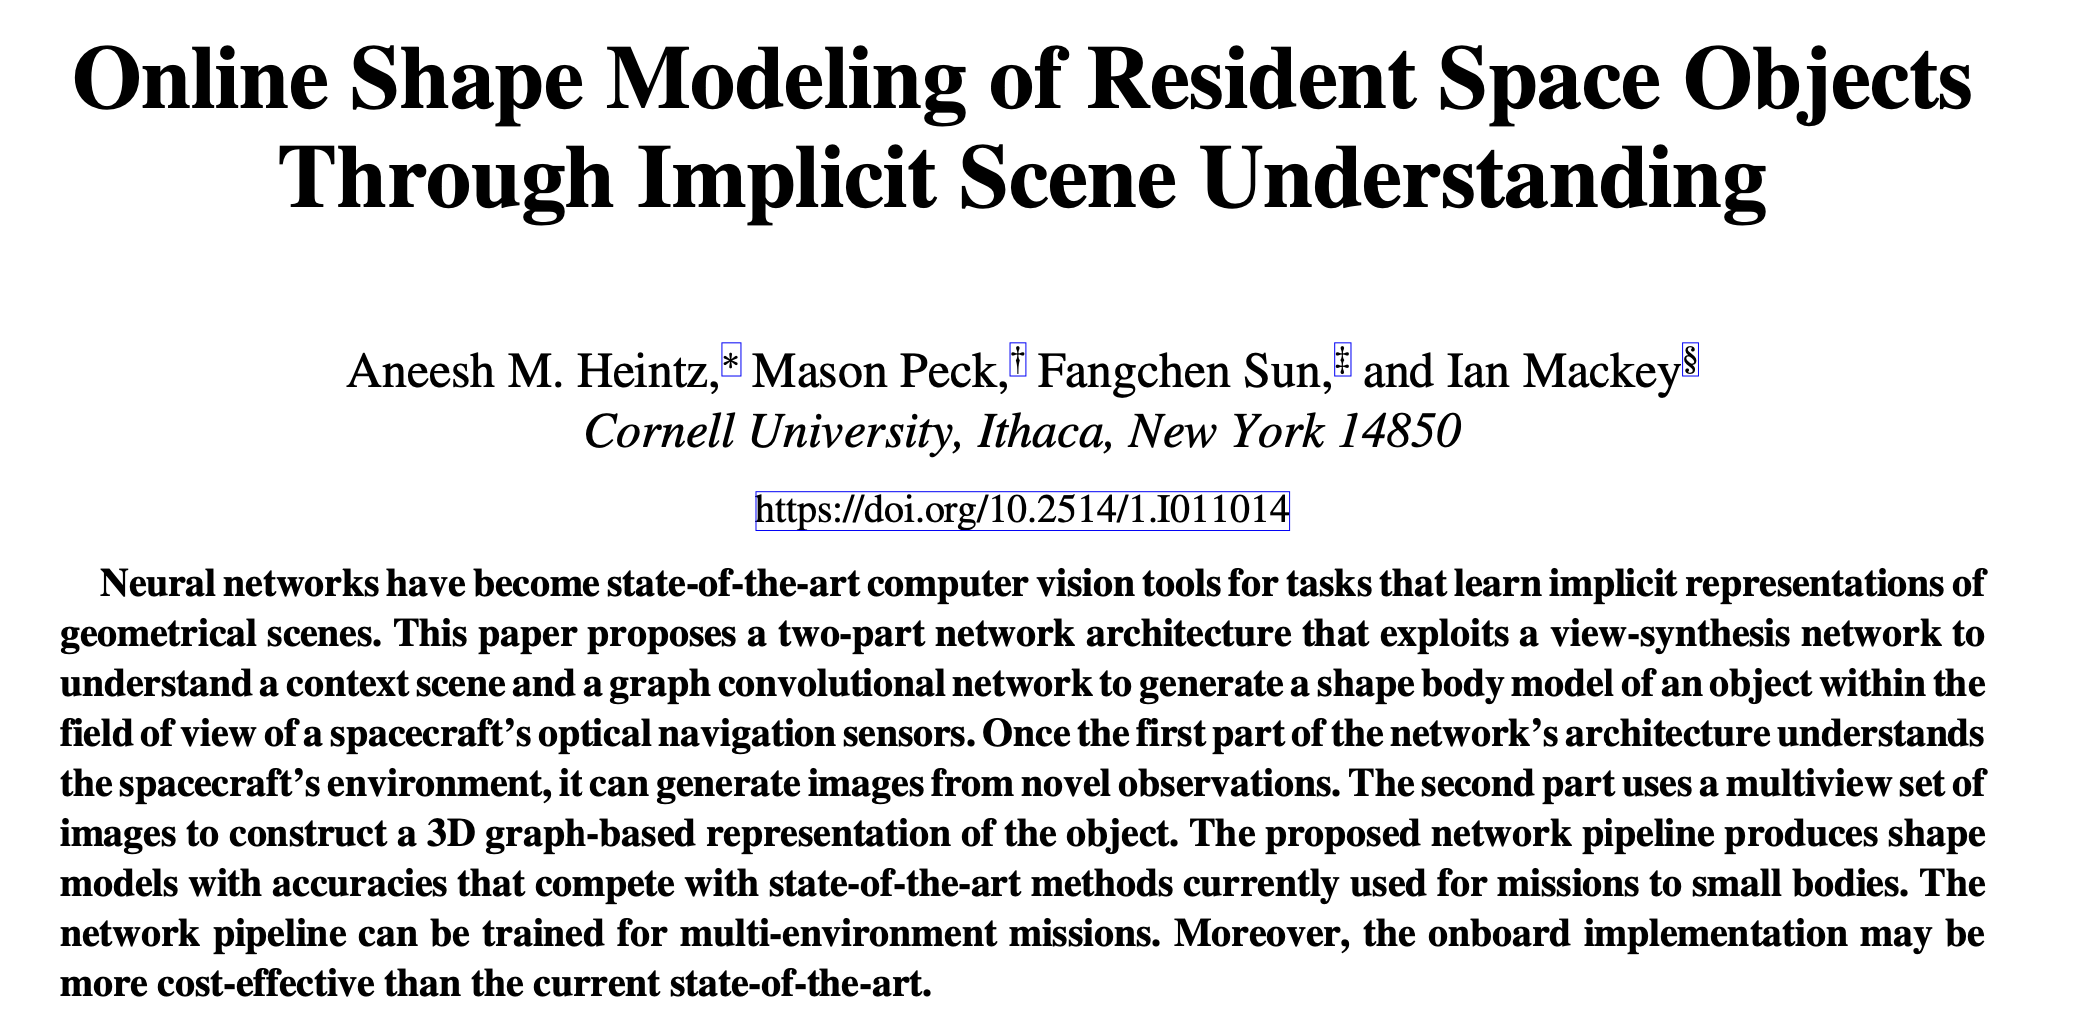 Online Shape Modeling of Resident Space Objects
Through Implicit Scene Understanding
Aneesh M. Heintz,* Mason Peck,† Fangchen Sun,‡ and Ian Mackey§
Cornell University, Ithaca, New York 14850
https://doi.org/10.2514/1.I011014
Neural networks have become state-of-the-art computer vision tools for tasks that learn implicit representations of
geometrical scenes. This paper proposes a two-part network architecture that exploits a view-synthesis network to
understand a context scene and a graph convolutional network to generate a shape body model of an object within the
field of view of a spacecraft’s optical navigation sensors. Once the first part of the network’s architecture understands
the spacecraft’s environment, it can generate images from novel observations. The second part uses a multiview set of
images to construct a 3D graph-based representation of the object. The proposed network pipeline produces shape
models with accuracies that compete with state-of-the-art methods currently used for missions to small bodies. The
network pipeline can be trained for multi-environment missions. Moreover, the onboard implementation may be
more cost-effective than the current state-of-the-art.